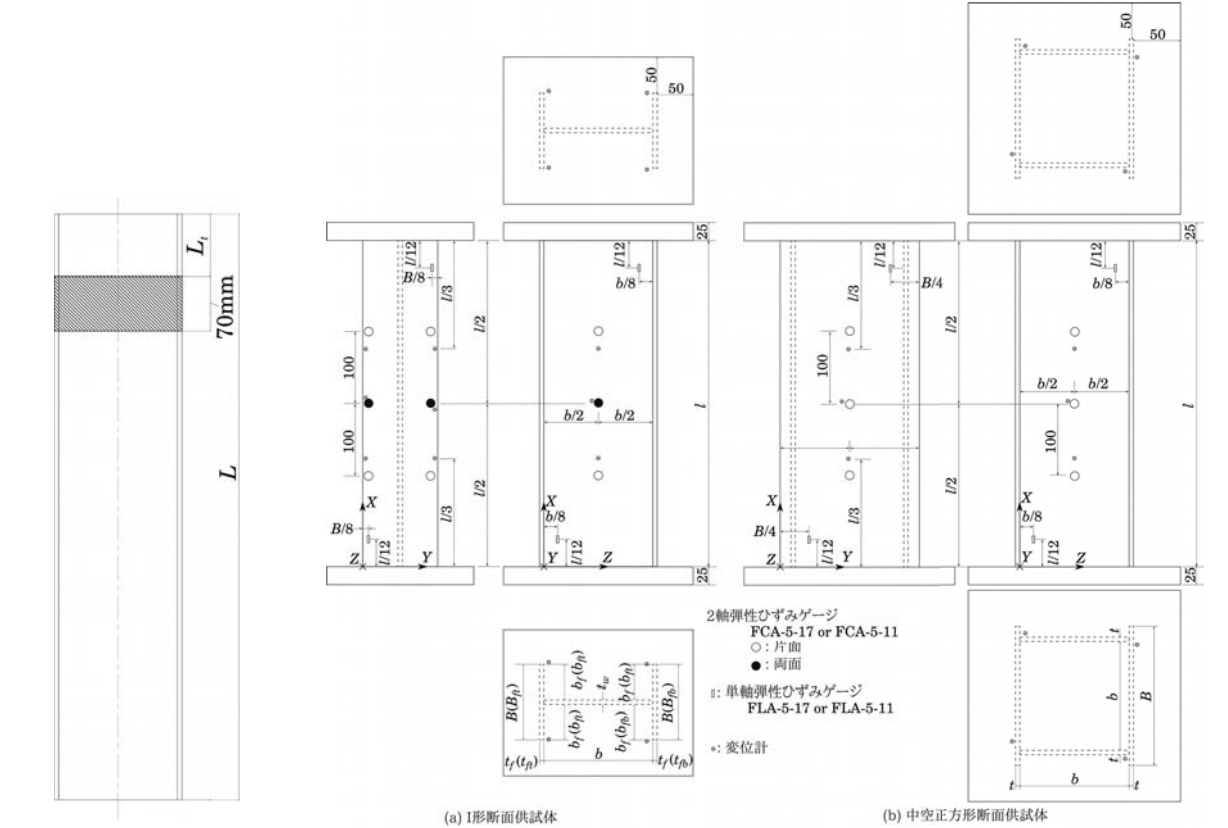 L_t
70mm
L
50
50
25
l/12
B/8
l/3
l/2
100
100
B/8
X
l/12
Z
Y
l/3
l/2
l/12
b/8
b/2
b/2
X
b/8
l/12
Y
Z
l
25
B(B_ft)
b_f(b_ft)
b_f(b_ft)
t_w
b_f(b_ft)
b_f(b_fb)
B(B_fb)
t_f(t_ft)
b
t_f(t_fb)
(a) I形断面供試体
50
50
25
l/12
B/4
l/3
l/2
100
X
B/4
l/12
Z
Y
l/3
l/2
l/12
b/8
b/2
b/2
100
X
b/8
l/12
Y
Z
l
25
2軸弾性ひずみゲージ
FCA-5-17 or FCA-5-11
○: 片面
●: 両面
▯: 単軸弾性ひずみゲージ
FLA-5-17 or FLA-5-11
∘: 変位計
t
b
B
t
t
b
t
(b) 中空正方形断面供試体